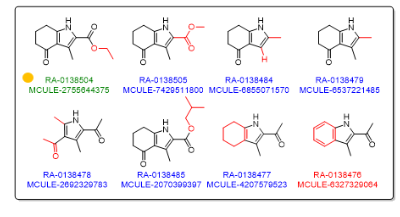 RA-0138504 RA-0138505 RA-0138484 RA-0138479
MCULE-2755644375 MCULE-7429511800 MCULE-6855071570 MCULE-6537221485
RA-0138478 RA-0138485 RA-0138477 RA-0138476
MCULE-2692329783 MCULE-2070399397 MCULE-4207579523 MCULE-6327329064